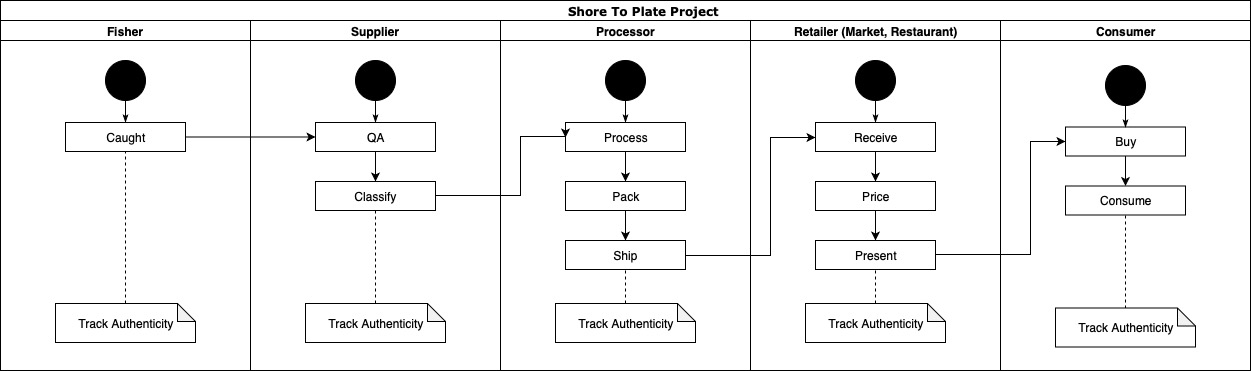 Shore To Plate Project
Fisher
Supplier
Processor
Retailer (Market, Restaurant)
Consumer
Caught
QA
Classify
Process
Pack
Ship
Receive
Price
Present
Buy
Consume
Track Authenticity
Track Authenticity
Track Authenticity
Track Authenticity
Track Authenticity